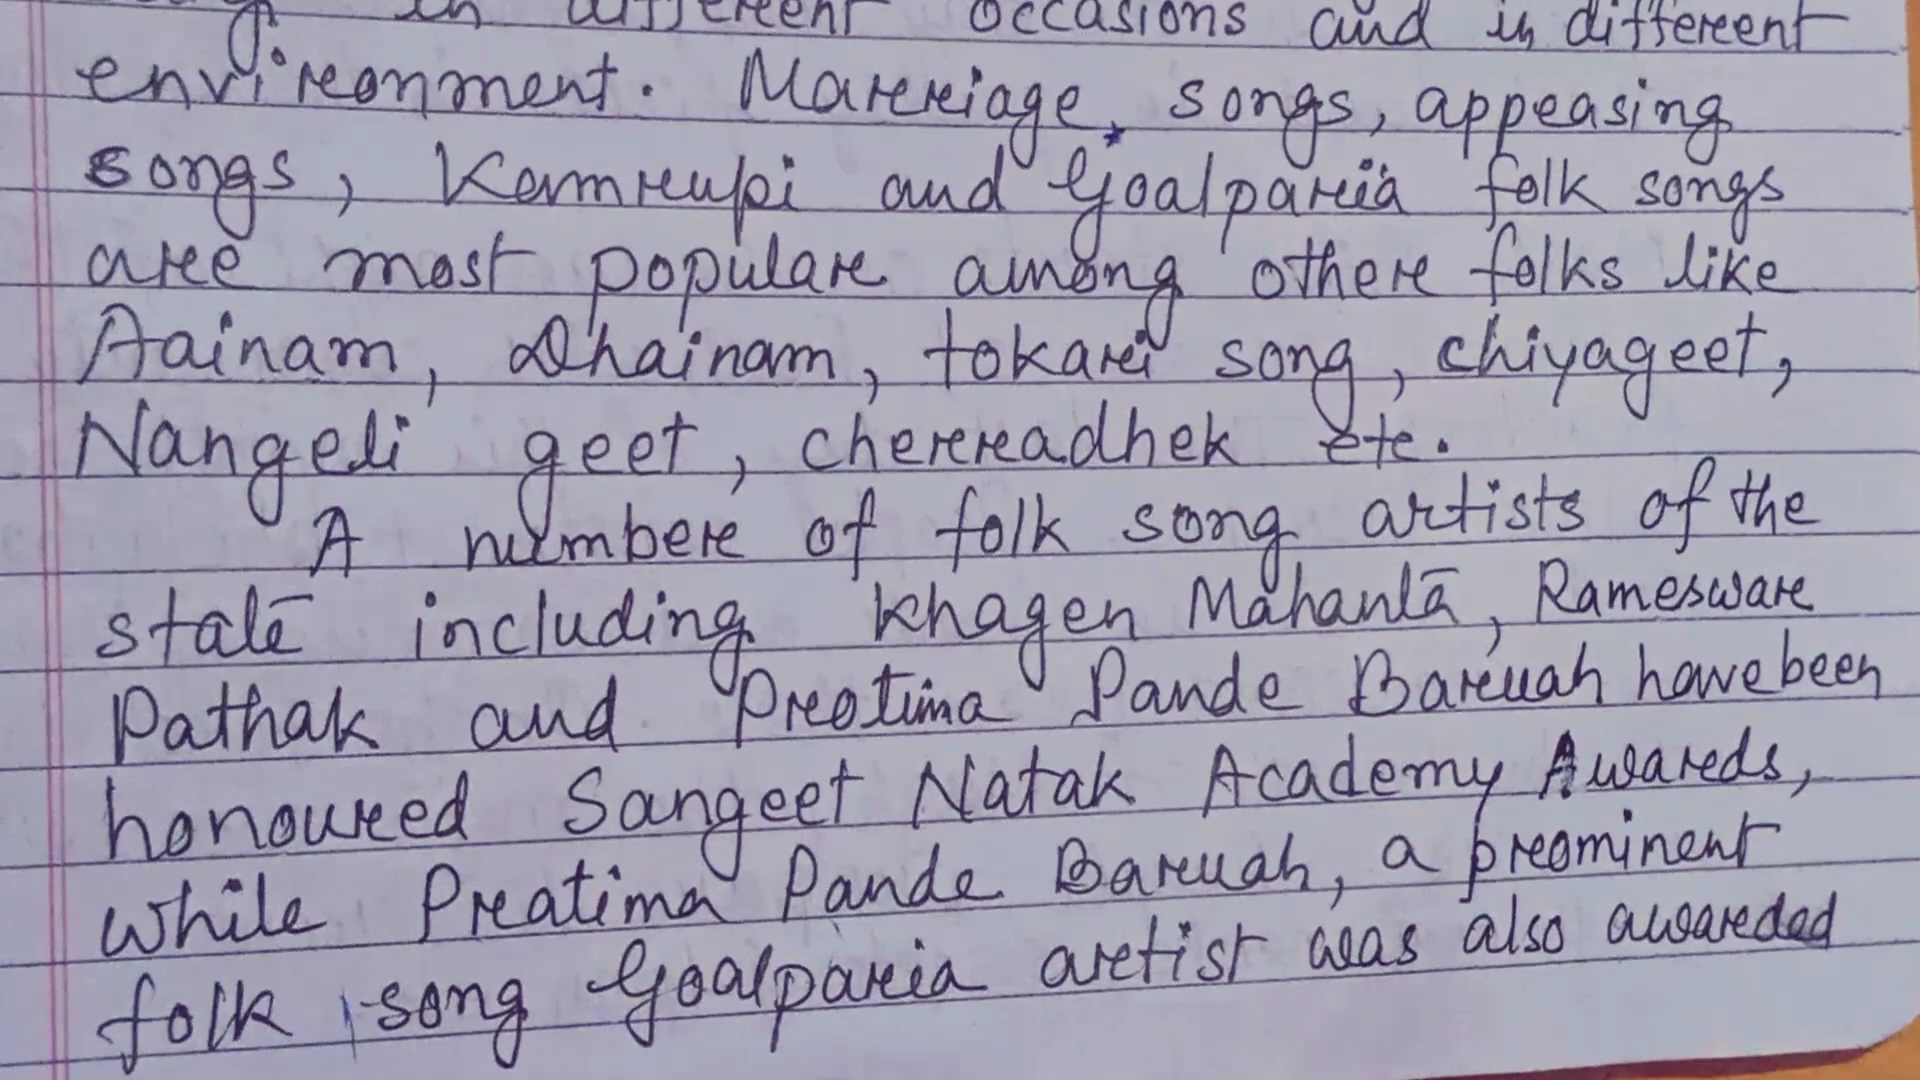 in different occasions and in different
environment. Marriage, songs, appeasing
songs, Kamrupi and Goalparia folk songs
are most popular among other folks like
Aainam, Dhainam, tokari song, chiyageet,
Nangeli geet, cherradhek etc.
A number of folk song artists of the
state including Khagen Mahanta, Rameswar
Pathak and Pratima Pande Baruah have been
honoured Sangeet Natak Academy Awards,
while Pratima Pande Baruah, a prominent
folk song Goalparia artist was also awarded